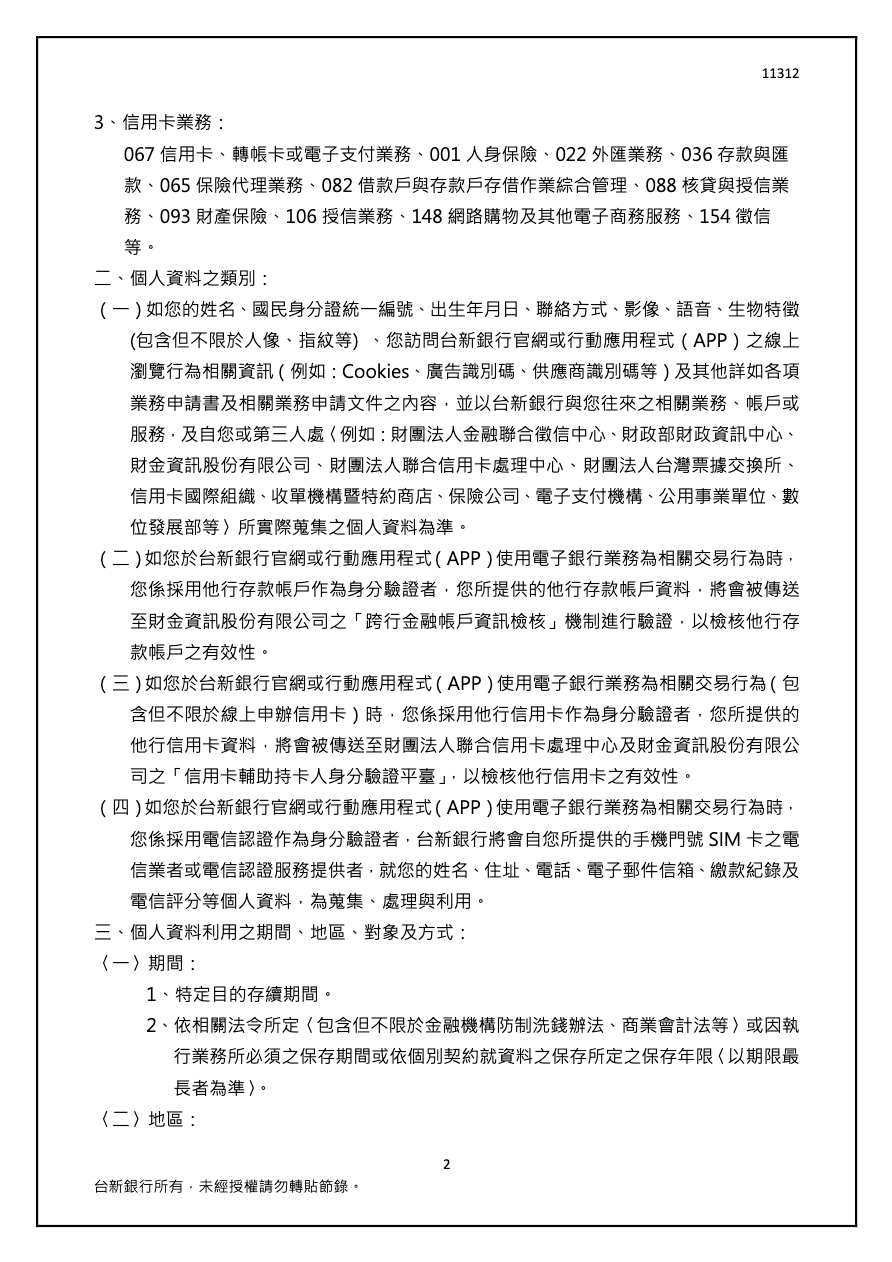 11312
3、信用卡業務：
067 信用卡、轉帳卡或電子支付業務、001 人身保險、022 外匯業務、036 存款與匯
款、065 保險代理業務、082 借款戶與存款戶存借作業綜合管理、088 核貸與授信業
務、093 財產保險、106 授信業務、148 網路購物及其他電子商務服務、154 徵信
等。
二、個人資料之類別：
（一）如您的姓名、國民身分證統一編號、出生年月日、聯絡方式、影像、語音、生物特徵
(包含但不限於人像、指紋等) 、您訪問台新銀行官網或行動應用程式（APP）之線上
瀏覽行為相關資訊（例如：Cookies、廣告識別碼、供應商識別碼等）及其他詳如各項
業務申請書及相關業務申請文件之內容，並以台新銀行與您往來之相關業務、帳戶或
服務，及自您或第三人處〈例如：財團法人金融聯合徵信中心、財政部財政資訊中心、
財金資訊股份有限公司、財團法人聯合信用卡處理中心、財團法人台灣票據交換所、
信用卡國際組織、收單機構暨特約商店、保險公司、電子支付機構、公用事業單位、數
位發展部等〉所實際蒐集之個人資料為準。
（二）如您於台新銀行官網或行動應用程式（APP）使用電子銀行業務為相關交易行為時，
您係採用他行存款帳戶作為身分驗證者，您所提供的他行存款帳戶資料，將會被傳送
至財金資訊股份有限公司之「跨行金融帳戶資訊檢核」機制進行驗證，以檢核他行存
款帳戶之有效性。
（三）如您於台新銀行官網或行動應用程式（APP）使用電子銀行業務為相關交易行為（包
含但不限於線上申辦信用卡）時，您係採用他行信用卡作為身分驗證者，您所提供的
他行信用卡資料，將會被傳送至財團法人聯合信用卡處理中心及財金資訊股份有限公
司之「信用卡輔助持卡人身分驗證平臺」，以檢核他行信用卡之有效性。
（四）如您於台新銀行官網或行動應用程式（APP）使用電子銀行業務為相關交易行為時，
您係採用電信認證作為身分驗證者，台新銀行將會自您所提供的手機門號 SIM 卡之電
信業者或電信認證服務提供者，就您的姓名、住址、電話、電子郵件信箱、繳款紀錄及
電信評分等個人資料，為蒐集、處理與利用。
三、個人資料利用之期間、地區、對象及方式：
〈一〉期間：
1、特定目的存續期間。
2、依相關法令所定〈包含但不限於金融機構防制洗錢辦法、商業會計法等〉或因執
行業務所必須之保存期間或依個別契約就資料之保存所定之保存年限〈以期限最
長者為準〉。
〈二〉地區：
2
台新銀行所有，未經授權請勿轉貼節錄。